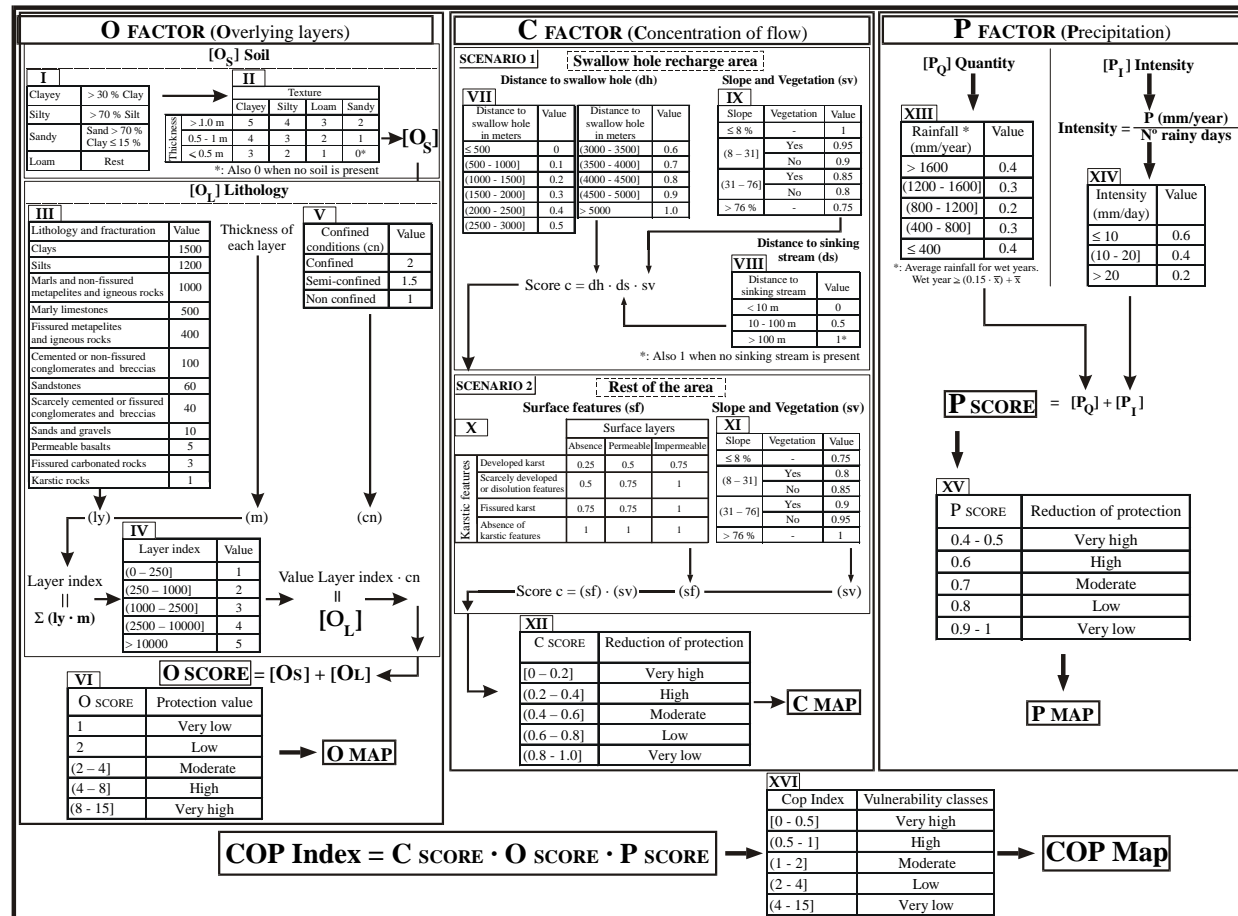 O FACTOR (Overlying layers)
[OS] Soil
I
Clayey > 30 % Clay
Silty > 70 % Silt
Sandy Sand > 70 % Clay ≤ 15 %
Loam Rest
II
Texture
Clayey Silty Loam Sandy
Thickness
> 1.0 m 5 4 3 2
0.5 - 1 m 4 3 2 1
< 0.5 m 3 2 1 0*
[OS]
*: Also 0 when no soil is present
[OL] Lithology
III
Lithology and fracturation Value
Clays 1500
Silts 1200
Marls and non-fissured metapelites and igneous rocks 1000
Marly limestones 500
Fissured metapelites and igneous rocks 400
Cemented or non-fissured conglomerates and breccias 100
Sandstones 60
Scarcely cemented or fissured conglomerates and breccias 40
Sands and gravels 10
Permeable basalts 5
Fissured carbonated rocks 3
Karstic rocks 1
Thickness of
each layer
V
Confined conditions (cn) Value
Confined 2
Semi-confined 1.5
Non confined 1
(ly)
(m)
(cn)
Layer index
||
Σ (ly · m)
IV
Layer index Value
(0 – 250] 1
(250 – 1000] 2
(1000 – 2500] 3
(2500 – 10000] 4
> 10000 5
Value Layer index · cn
||
[OL]
O SCORE = [OS] + [OL]
VI
O SCORE Protection value
1 Very low
2 Low
(2 – 4] Moderate
(4 – 8] High
(8 - 15] Very high
O MAP
C FACTOR (Concentration of flow)
SCENARIO 1 Swallow hole recharge area
Distance to swallow hole (dh)
VII
Distance to swallow hole in meters Value Distance to swallow hole in meters Value
≤ 500 0 (3000 - 3500] 0.6
(500 - 1000] 0.1 (3500 - 4000] 0.7
(1000 - 1500] 0.2 (4000 - 4500] 0.8
(1500 - 2000] 0.3 (4500 - 5000] 0.9
(2000 - 2500] 0.4 > 5000 1.0
(2500 - 3000] 0.5
Slope and Vegetation (sv)
IX
Slope Vegetation Value
≤ 8 % - 1
(8 – 31] Yes 0.95
No 0.9
(31 – 76] Yes 0.85
No 0.8
> 76 % - 0.75
Score c = dh · ds · sv
Distance to sinking
stream (ds)
VIII
Distance to sinking stream Value
< 10 m 0
10 - 100 m 0.5
> 100 m 1*
*: Also 1 when no sinking stream is present
SCENARIO 2 Rest of the area
Surface features (sf)
X
Surface layers
Absence Permeable Impermeable
Karstic features
Developed karst 0.25 0.5 0.75
Scarcely developed or disolution features 0.5 0.75 1
Fissured karst 0.75 0.75 1
Absence of karstic features 1 1 1
Slope and Vegetation (sv)
XI
Slope Vegetation Value
≤ 8 % - 0.75
(8 – 31] Yes 0.8
No 0.85
(31 – 76] Yes 0.9
No 0.95
> 76 % - 1
Score c = (sf) · (sv) (sf) (sv)
XII
C SCORE Reduction of protection
[0 – 0.2] Very high
(0.2 – 0.4] High
(0.4 – 0.6] Moderate
(0.6 – 0.8] Low
(0.8 - 1.0] Very low
C MAP
P FACTOR (Precipitation)
[PQ] Quantity
XIII
Rainfall * (mm/year) Value
> 1600 0.4
(1200 - 1600] 0.3
(800 - 1200] 0.2
(400 - 800] 0.3
≤ 400 0.4
*: Average rainfall for wet years.
Wet year ≥ (0.15 · x̅) + x̅
[PI] Intensity
Intensity = P (mm/year) / Nº rainy days
XIV
Intensity (mm/day) Value
≤ 10 0.6
(10 - 20] 0.4
> 20 0.2
P SCORE = [PQ] + [PI]
XV
P SCORE Reduction of protection
0.4 - 0.5 Very high
0.6 High
0.7 Moderate
0.8 Low
0.9 - 1 Very low
P MAP
COP Index = C SCORE · O SCORE · P SCORE
XVI
Cop Index Vulnerability classes
[0 - 0.5] Very high
(0.5 - 1] High
(1 - 2] Moderate
(2 - 4] Low
(4 - 15] Very low
COP Map